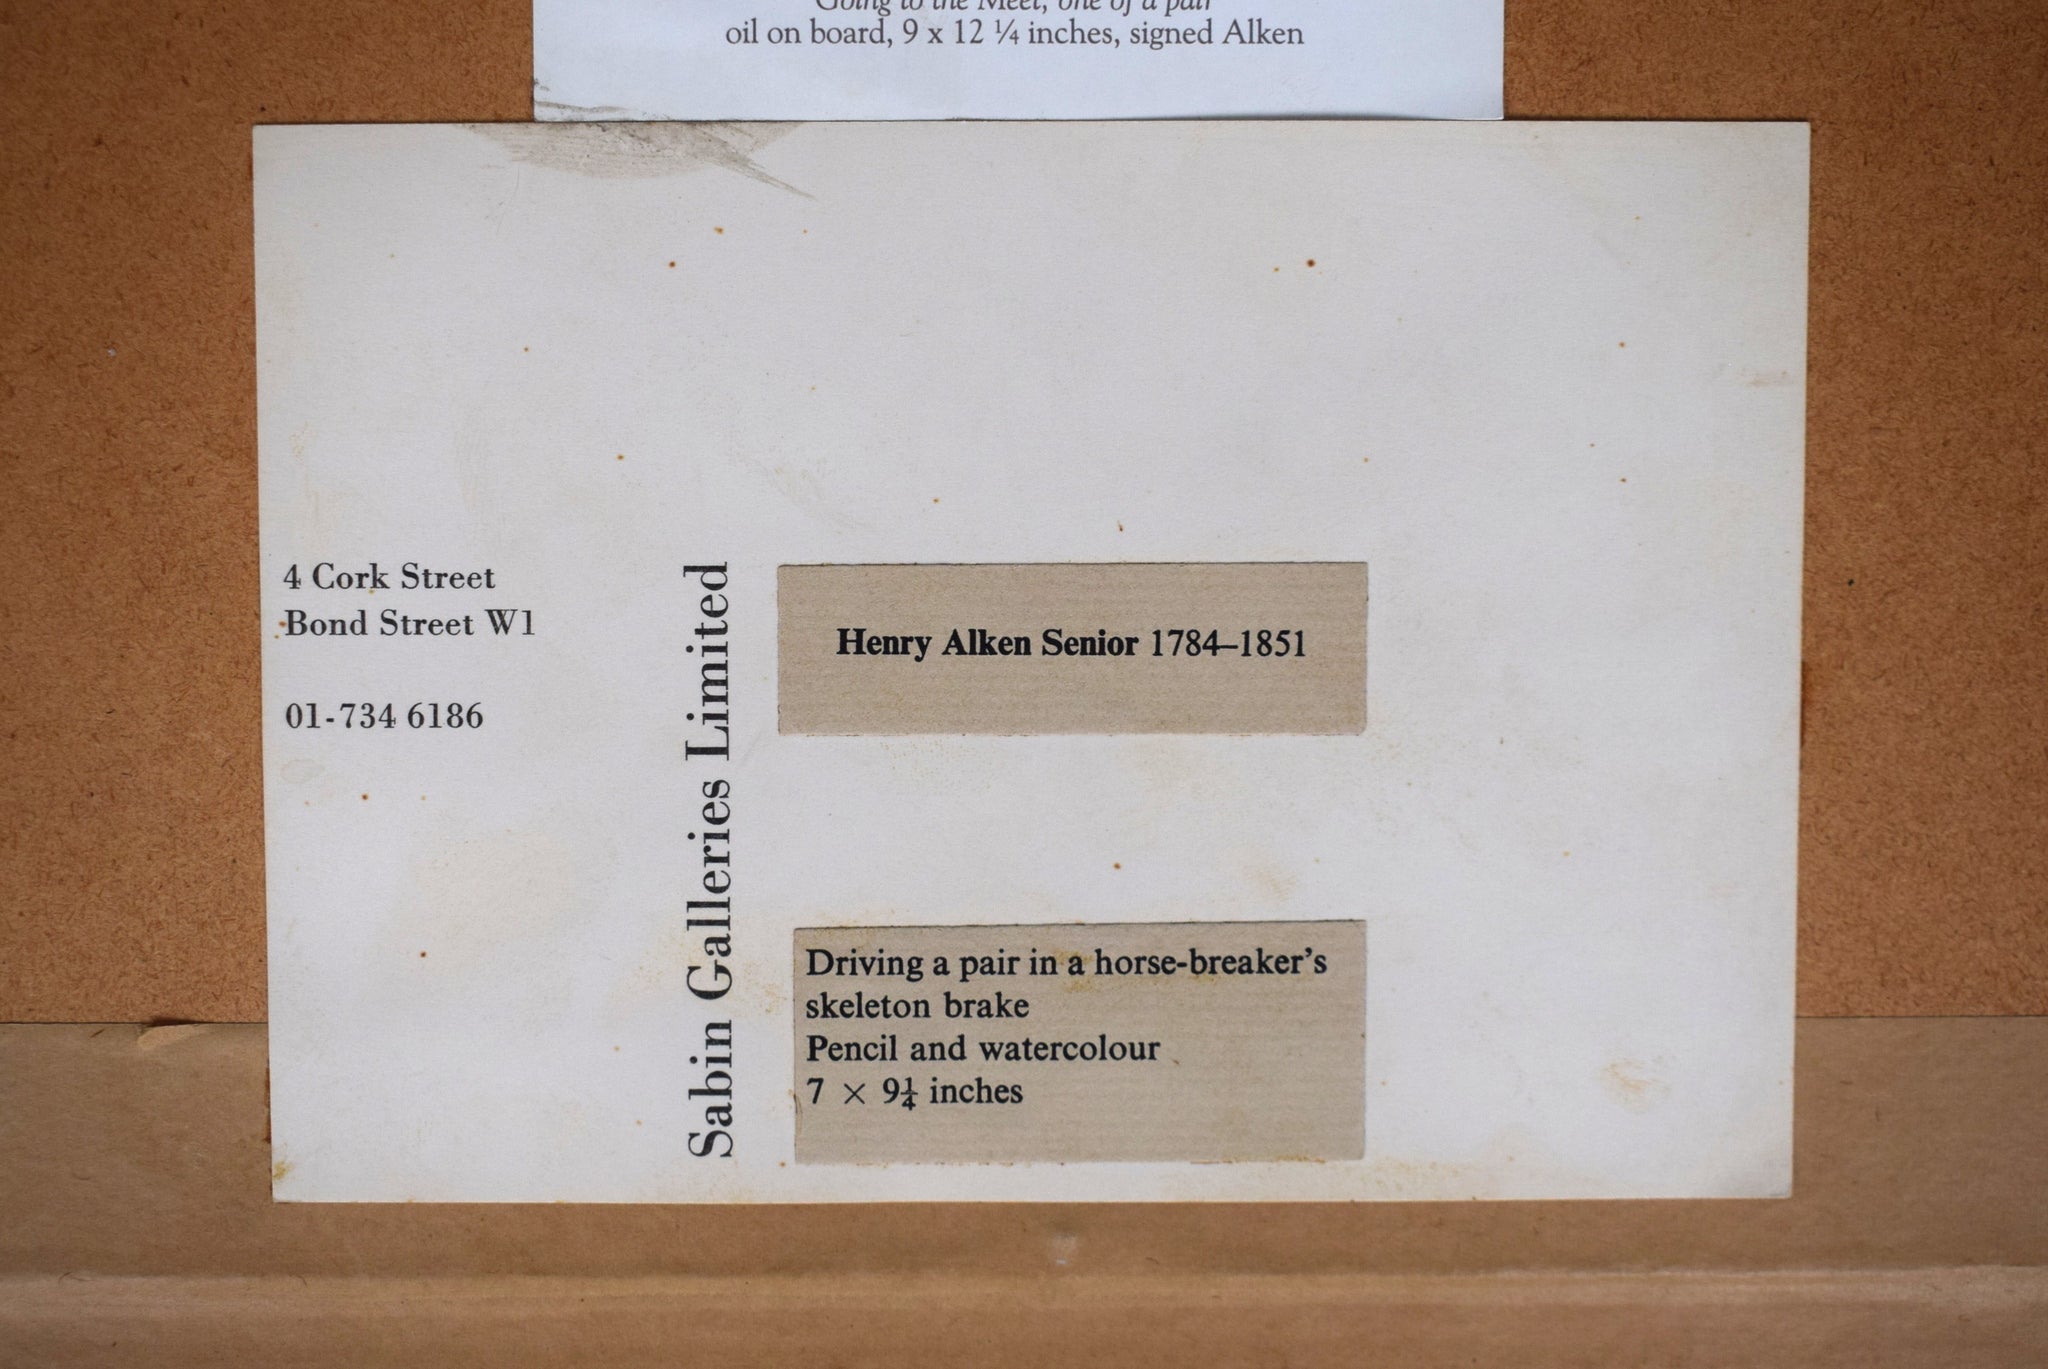 Going to the Meet, one of a pair
oil on board, 9 x 12 ¼ inches, signed Alken
4 Cork Street
Bond Street W1
01-734 6186
Sabin Galleries Limited
Henry Alken Senior 1784–1851
Driving a pair in a horse-breaker's
skeleton brake
Pencil and watercolour
7 × 9¼ inches